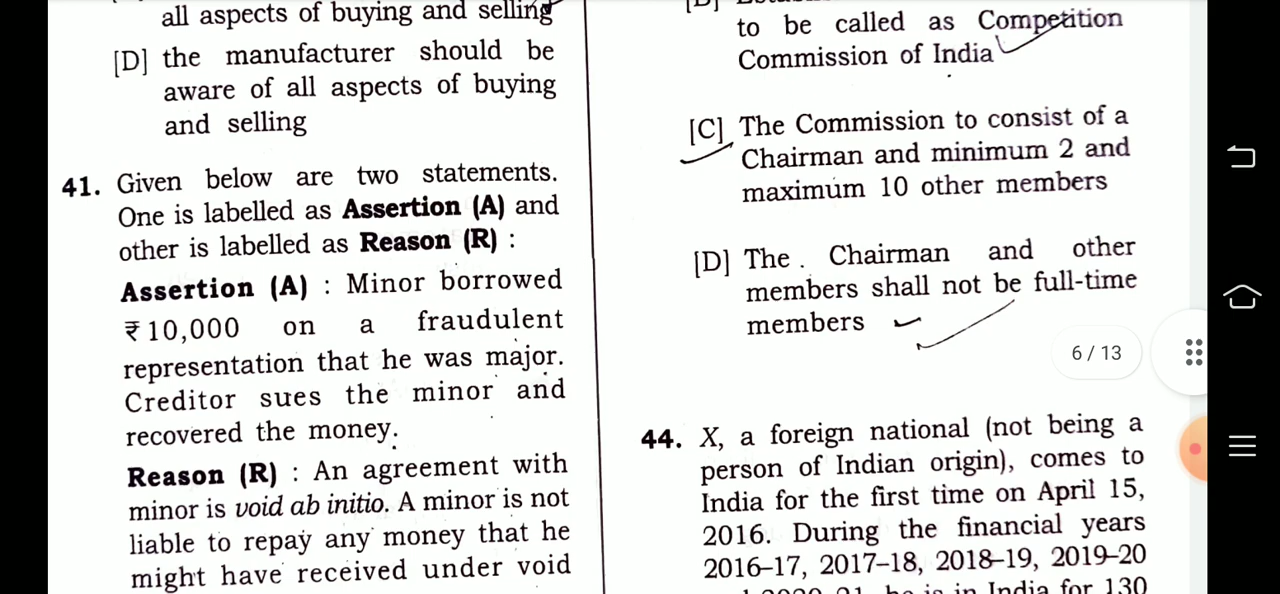 all aspects of buying and selling
[D] the manufacturer should be
aware of all aspects of buying
and selling
41. Given below are two statements.
One is labelled as Assertion (A) and
other is labelled as Reason (R) :
Assertion (A) : Minor borrowed
₹ 10,000 on a fraudulent
representation that he was major.
Creditor sues the minor and
recovered the money.
Reason (R) : An agreement with
minor is void ab initio. A minor is not
liable to repay any money that he
might have received under void
to be called as Competition
Commission of India
[C] The Commission to consist of a
Chairman and minimum 2 and
maximum 10 other members
[D] The Chairman and other
members shall not be full-time
members
6 / 13
44. X, a foreign national (not being a
person of Indian origin), comes to
India for the first time on April 15,
2016. During the financial years
2016–17, 2017–18, 2018–19, 2019–20
he is in India for 130